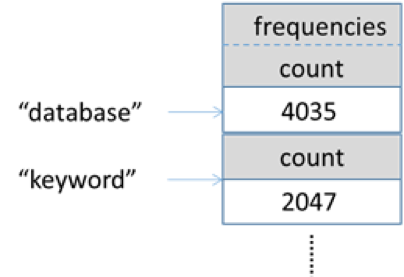 frequencies
count
“database”
4035
count
“keyword”
2047